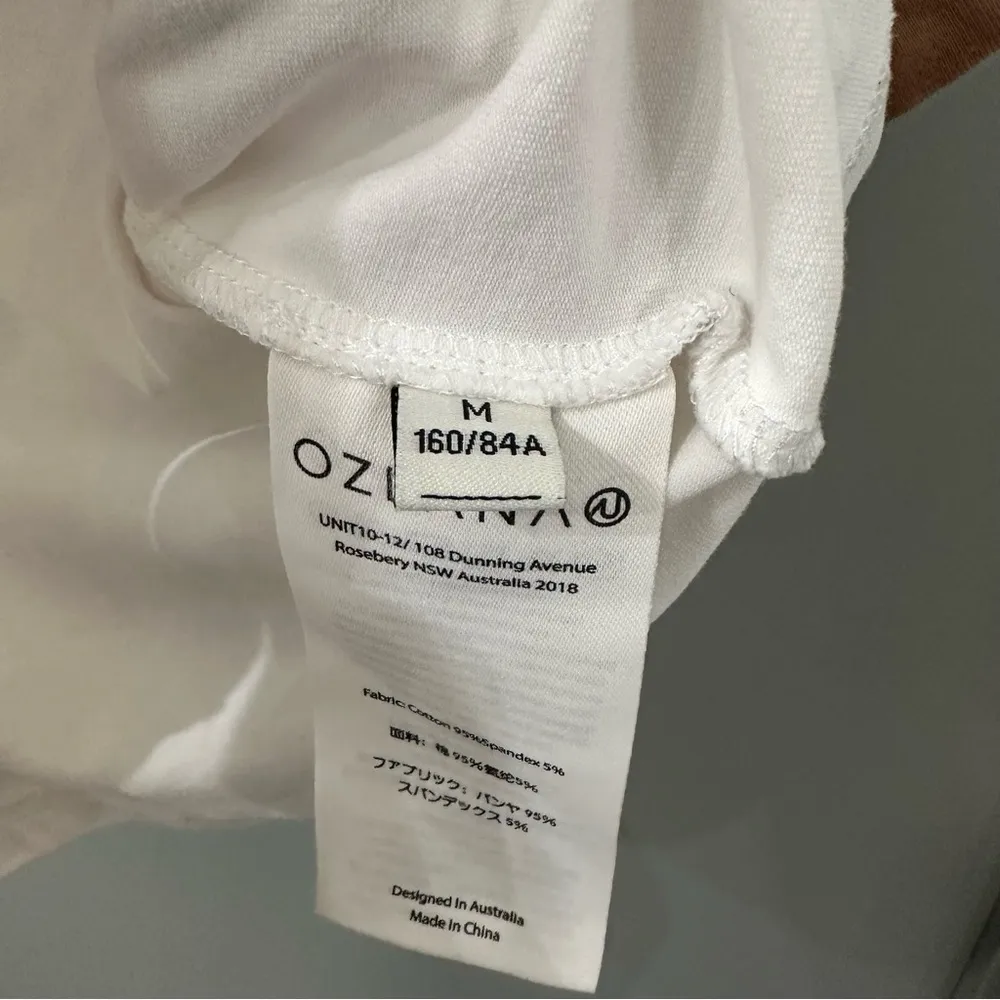 M
160/84A
OZ
UNIT10-12/ 108 Dunning Avenue
Rosebery NSW Australia 2018
Fabric: Cotton 95%Spandex 5%
面料: 棉 95%氨纶5%
ファブリック: パンヤ 95%
スパンデックス 5%
Designed In Australia
Made In China